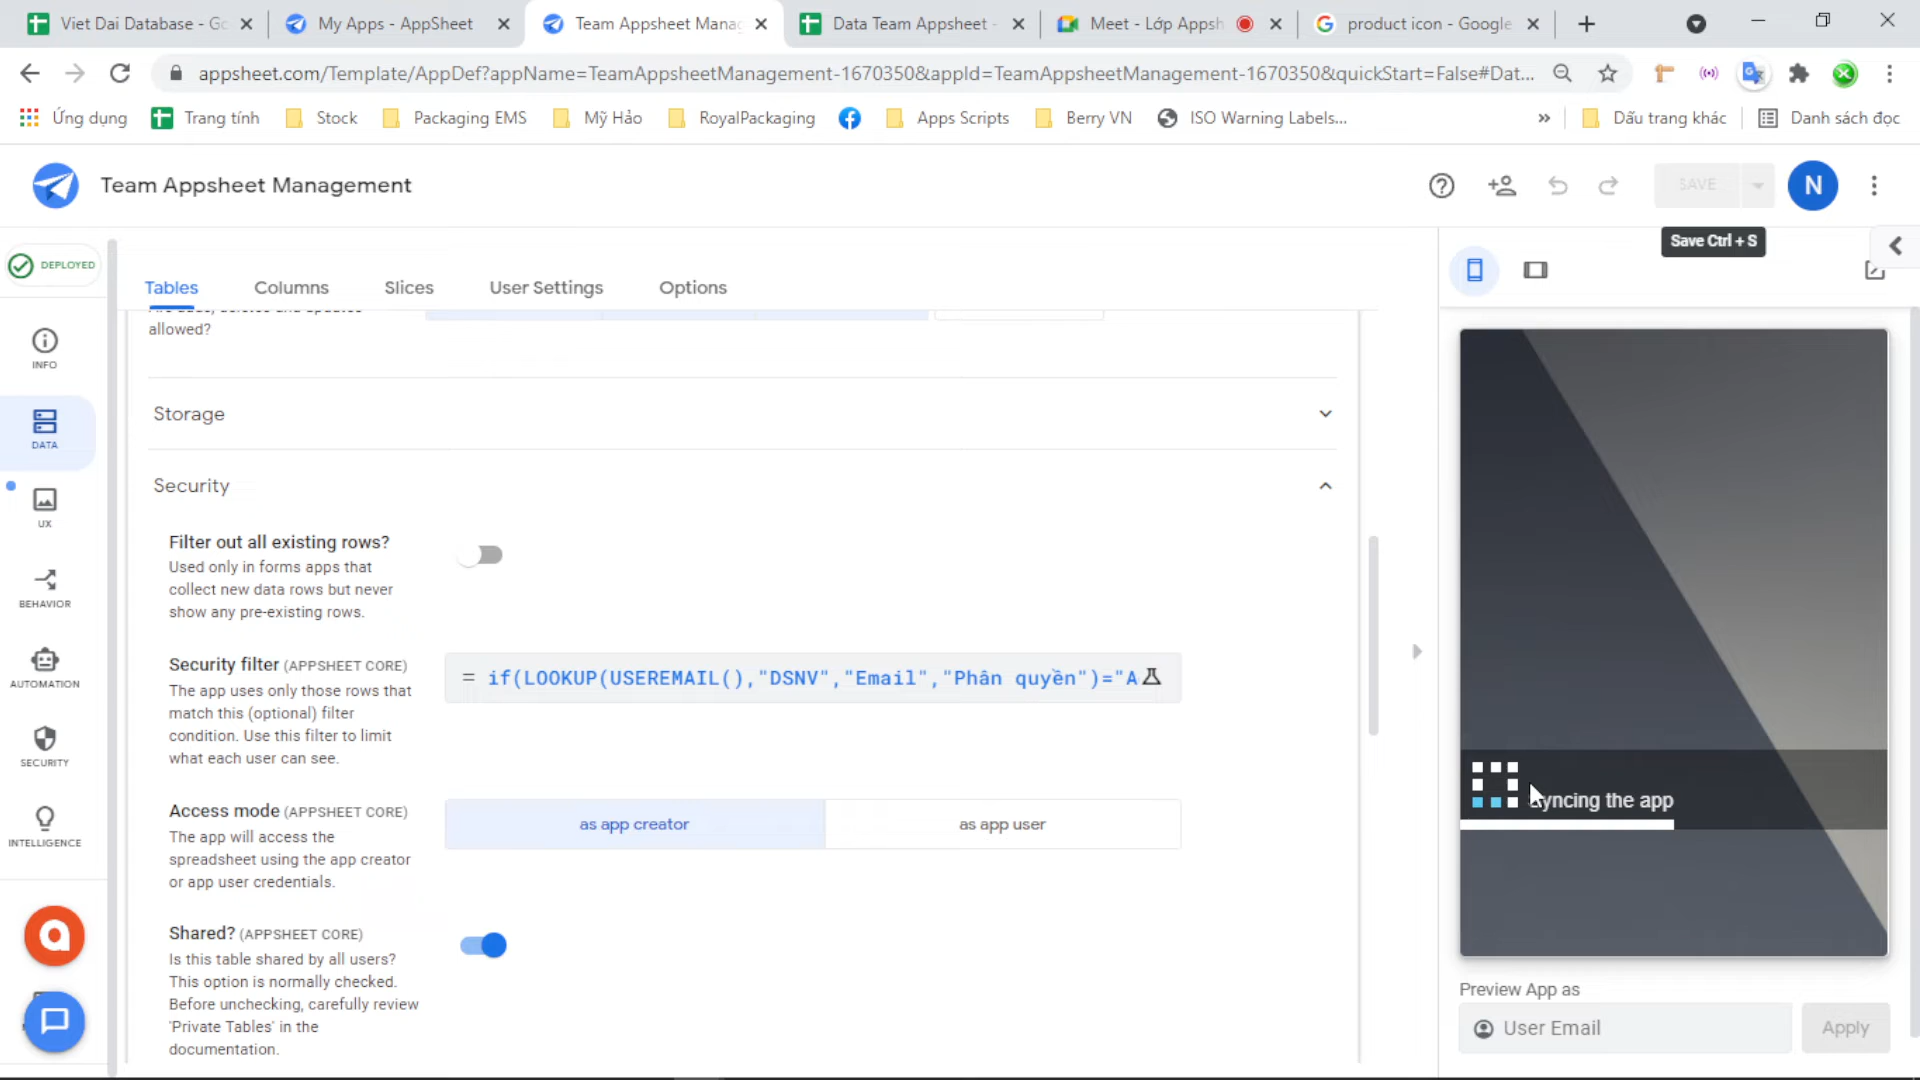 Viet Dai Database - Go
My Apps - AppSheet
Team Appsheet Manag
Data Team Appsheet -
Meet - Lớp Appsh
product icon - Google
appsheet.com/Template/AppDef?appName=TeamAppsheetManagement-1670350&appId=TeamAppsheetManagement-1670350&quickStart=False#Dat...
Ứng dụng
Trang tính
Stock
Packaging EMS
Mỹ Hảo
RoyalPackaging
Apps Scripts
Berry VN
ISO Warning Labels...
»
Dấu trang khác
Danh sách đọc
Team Appsheet Management
SAVE
N
Save Ctrl + S
DEPLOYED
Tables
Columns
Slices
User Settings
Options
allowed?
INFO
DATA
UX
BEHAVIOR
AUTOMATION
SECURITY
INTELLIGENCE
Storage
Security
Filter out all existing rows?
Used only in forms apps that
collect new data rows but never
show any pre-existing rows.
Security filter (APPSHEET CORE)
The app uses only those rows that
match this (optional) filter
condition. Use this filter to limit
what each user can see.
= if(LOOKUP(USEREMAIL(),"DSNV","Email","Phân quyền")="A
Access mode (APPSHEET CORE)
The app will access the
spreadsheet using the app creator
or app user credentials.
as app creator
as app user
Shared? (APPSHEET CORE)
Is this table shared by all users?
This option is normally checked.
Before unchecking, carefully review
'Private Tables' in the
documentation.
yncing the app
Preview App as
User Email
Apply